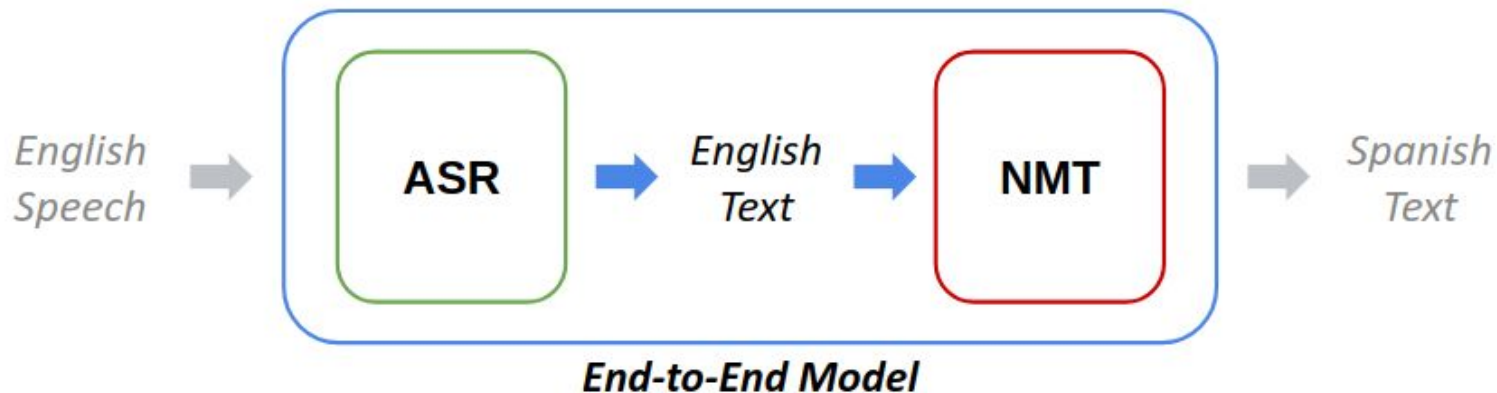 English
Speech
ASR
English
Text
NMT
Spanish
Text
End-to-End Model